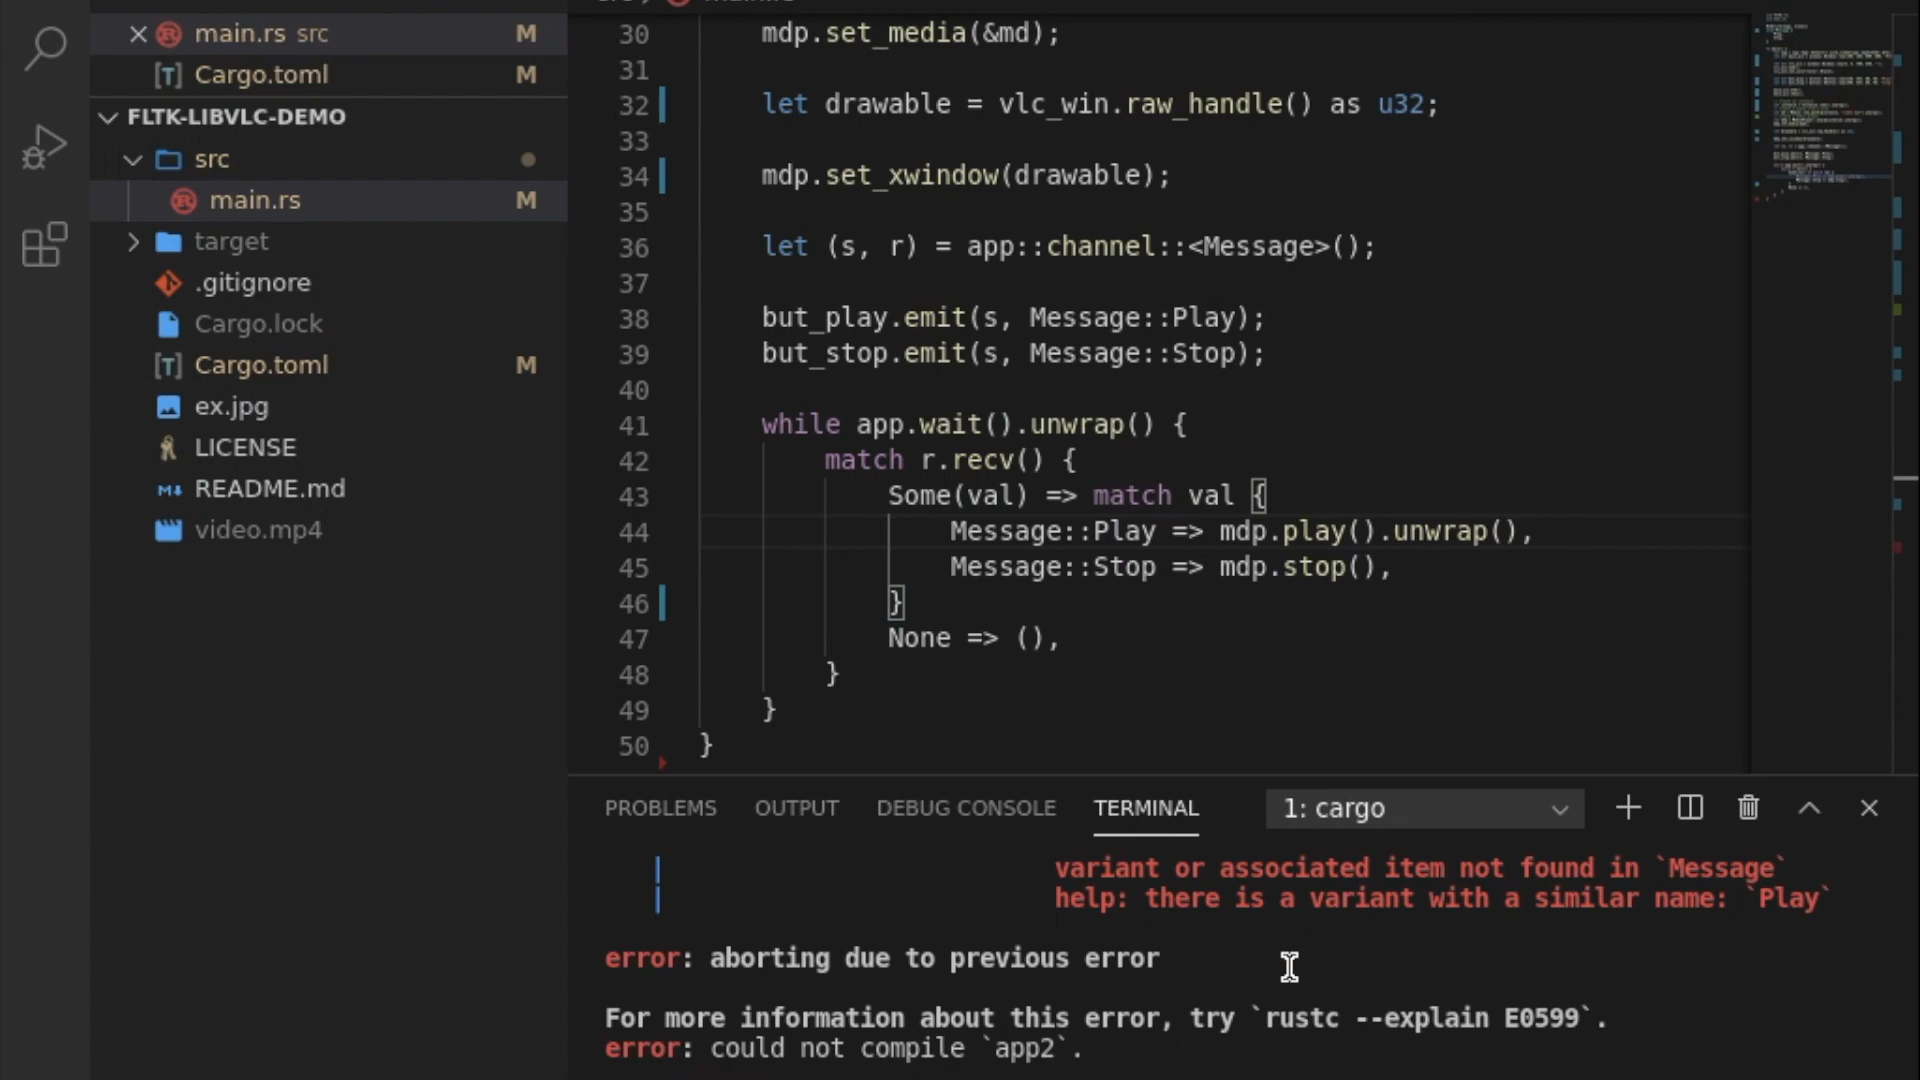 main.rs src M
Cargo.toml M
FLTK-LIBVLC-DEMO
src
main.rs M
target
.gitignore
Cargo.lock
Cargo.toml M
ex.jpg
LICENSE
README.md
video.mp4
30 mdp.set_media(&md);
31
32 let drawable = vlc_win.raw_handle() as u32;
33
34 mdp.set_xwindow(drawable);
35
36 let (s, r) = app::channel::<Message>();
37
38 but_play.emit(s, Message::Play);
39 but_stop.emit(s, Message::Stop);
40
41 while app.wait().unwrap() {
42 match r.recv() {
43 Some(val) => match val {
44 Message::Play => mdp.play().unwrap(),
45 Message::Stop => mdp.stop(),
46 }
47 None => (),
48 }
49 }
50 }
PROBLEMS OUTPUT DEBUG CONSOLE TERMINAL 1: cargo
variant or associated item not found in `Message`
help: there is a variant with a similar name: `Play`
error: aborting due to previous error
For more information about this error, try `rustc --explain E0599`.
error: could not compile `app2`.